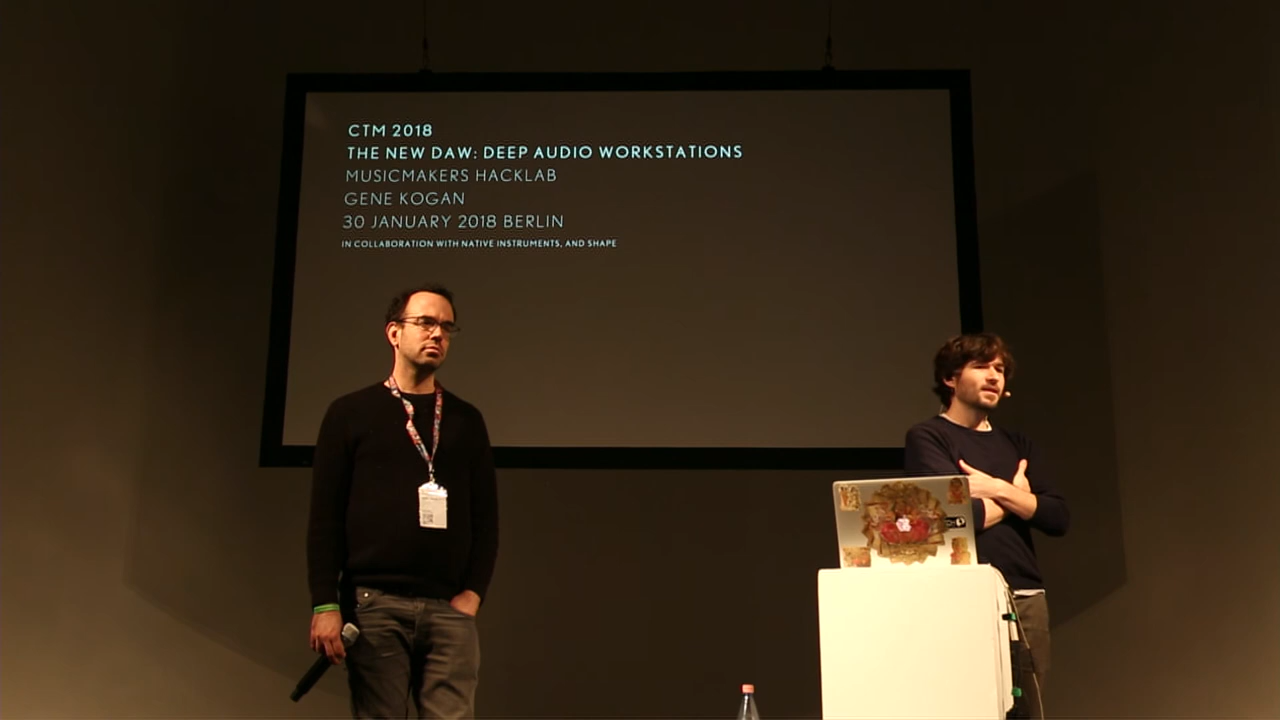 CTM 2018
THE NEW DAW: DEEP AUDIO WORKSTATIONS
MUSICMAKERS HACKLAB
GENE KOGAN
30 JANUARY 2018 BERLIN
IN COLLABORATION WITH NATIVE INSTRUMENTS, AND SHAPE